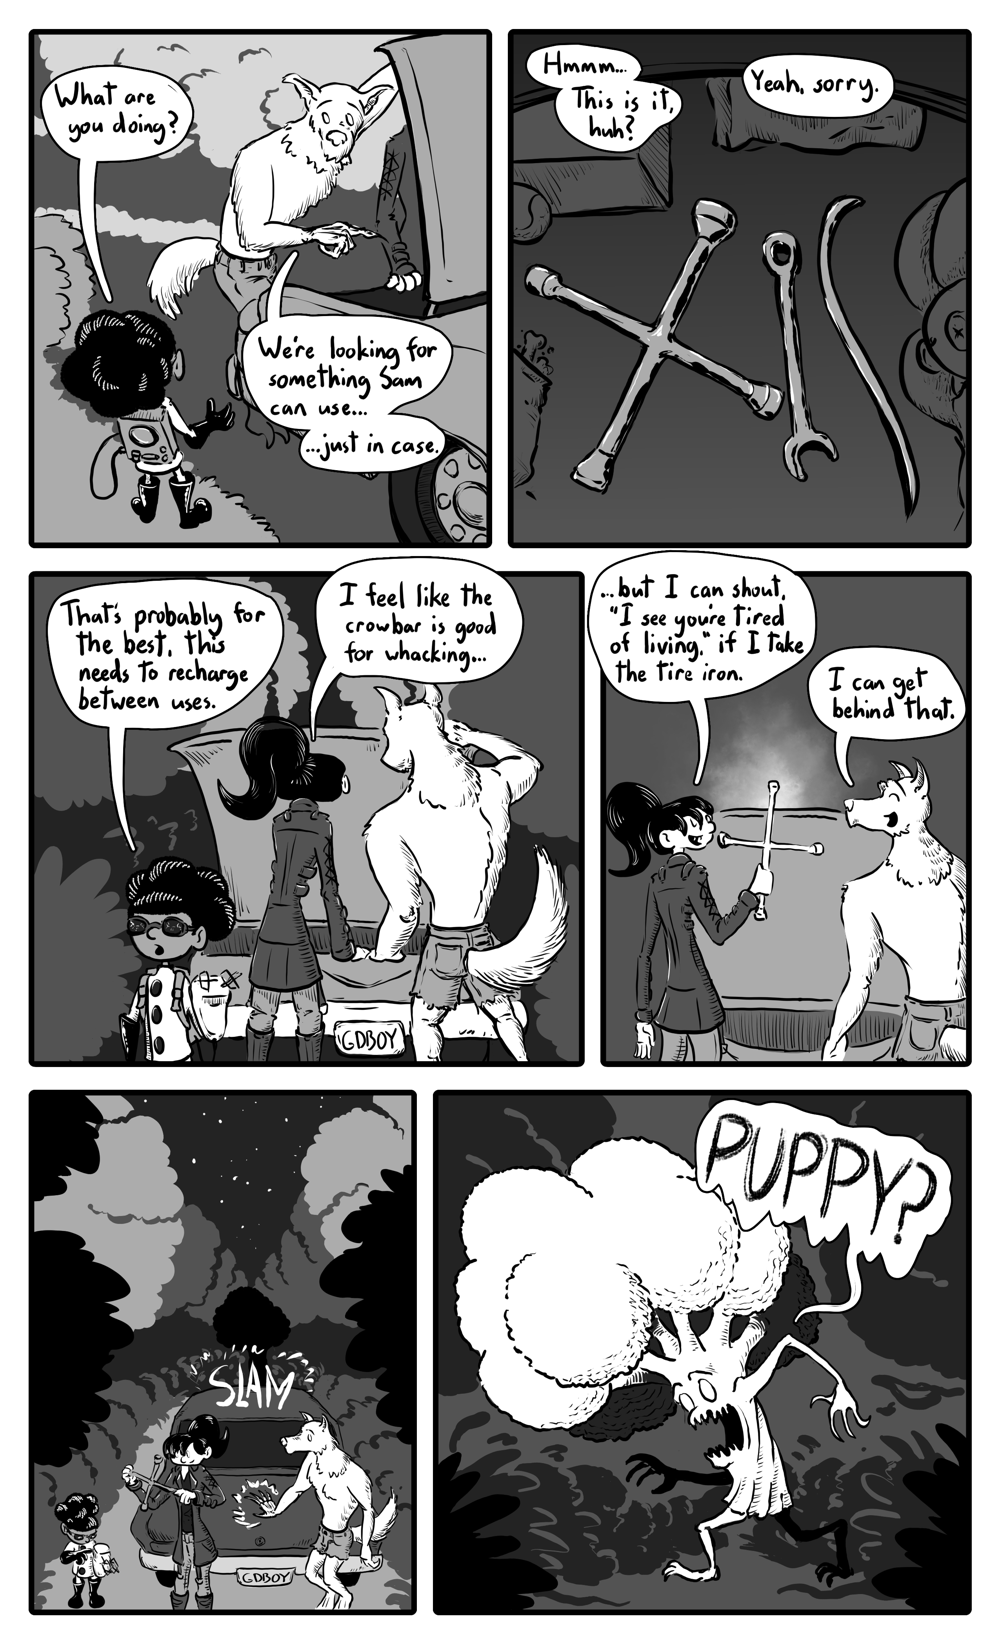 What are
you doing?
We're looking for
something Sam
can use...
...just in case.
Hmmm...
This is it,
huh?
Yeah, sorry.
That's probably for
the best, this
needs to recharge
between uses.
I feel like the
crowbar is good
for whacking...
GDBOY
...but I can shout,
"I see you're tired
of living," if I take
the tire iron.
I can get
behind that.
SLAM
GDBOY
PUPPY?